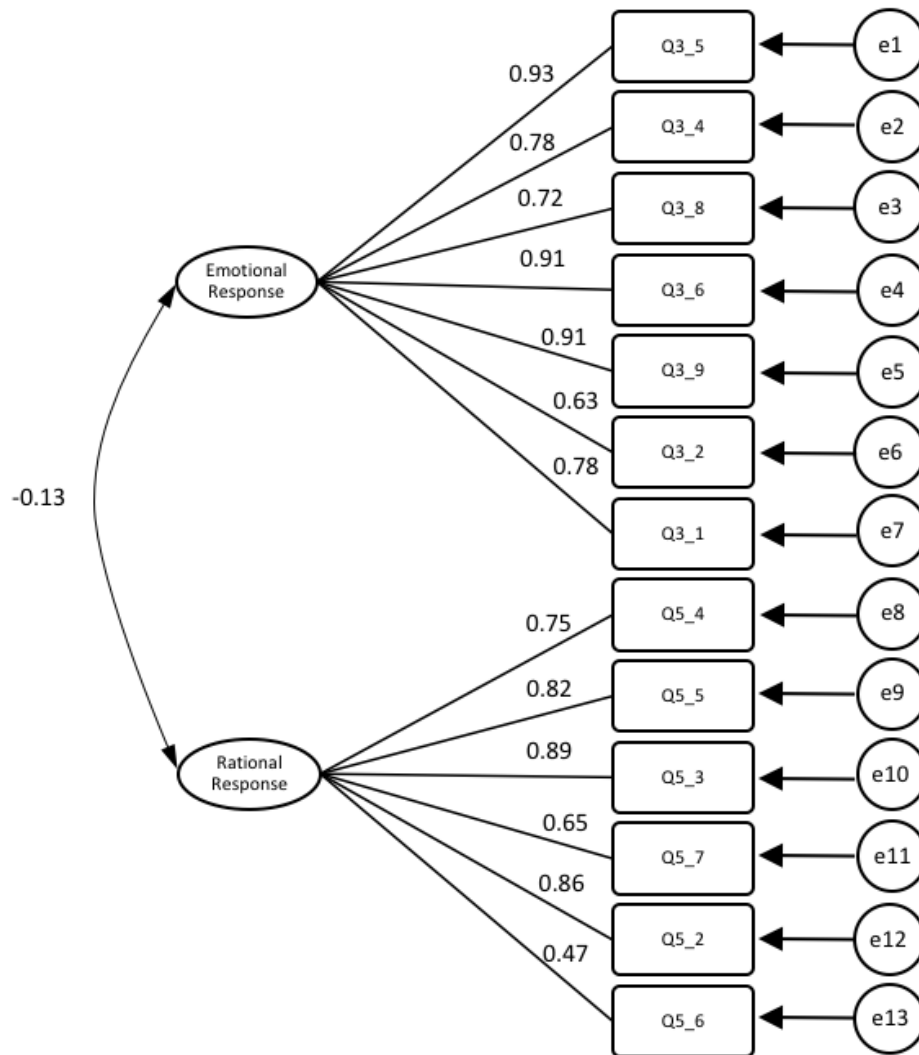 Q3_5
e1
0.93
Q3_4
e2
0.78
Q3_8
e3
0.72
Emotional
Response
0.91
Q3_6
e4
0.91
Q3_9
e5
0.63
Q3_2
e6
0.78
-0.13
Q3_1
e7
Q5_4
e8
0.75
Q5_5
e9
0.82
Rational
Response
0.89
Q5_3
e10
0.65
Q5_7
e11
0.86
Q5_2
e12
0.47
Q5_6
e13